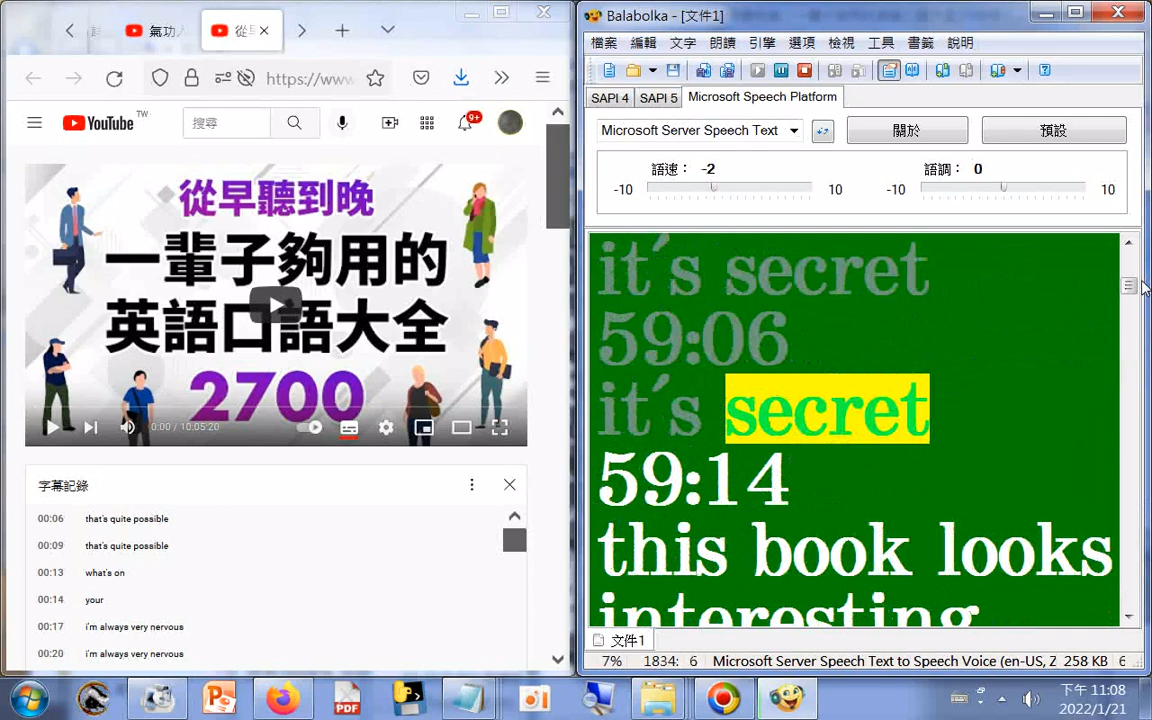 氣功
從
https://www
YouTube TW
搜尋
9+
從早聽到晚
一輩子夠用的
英語口語大全
2700
0:00 / 10:05:20
字幕記錄
00:06 that's quite possible
00:09 that's quite possible
00:13 what's on
00:14 your
00:17 i'm always very nervous
00:20 i'm always very nervous
Balabolka - [文件1]
檔案 編輯 文字 朗讀 引擎 選項 檢視 工具 書籤 說明
SAPI 4 SAPI 5 Microsoft Speech Platform
Microsoft Server Speech Text
關於
預設
語速： -2
-10 10
語調： 0
-10 10
it's secret
59:06
it's secret
59:14
this book looks
interesting
文件1
7% 1834: 6 Microsoft Server Speech Text to Speech Voice (en-US, Z 258 KB 6
PDF
下午 11:08
2022/1/21